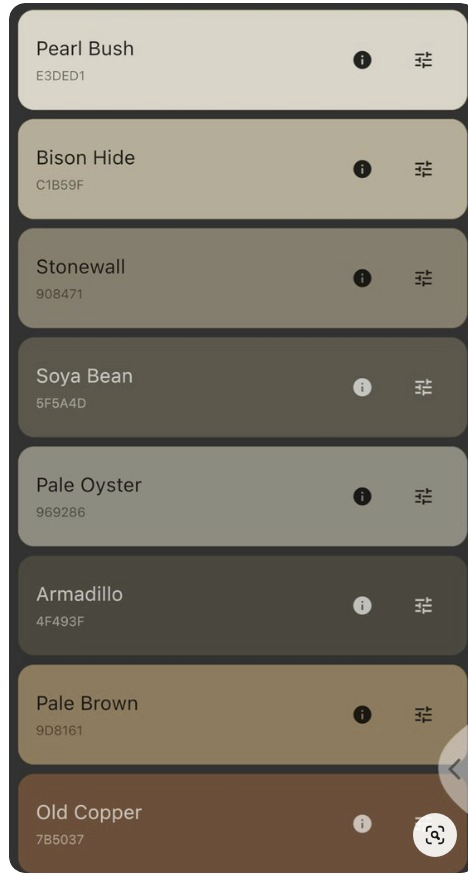 Pearl Bush
E3DED1
Bison Hide
C1B59F
Stonewall
908471
Soya Bean
5F5A4D
Pale Oyster
969286
Armadillo
4F493F
Pale Brown
9D8161
Old Copper
7B5037